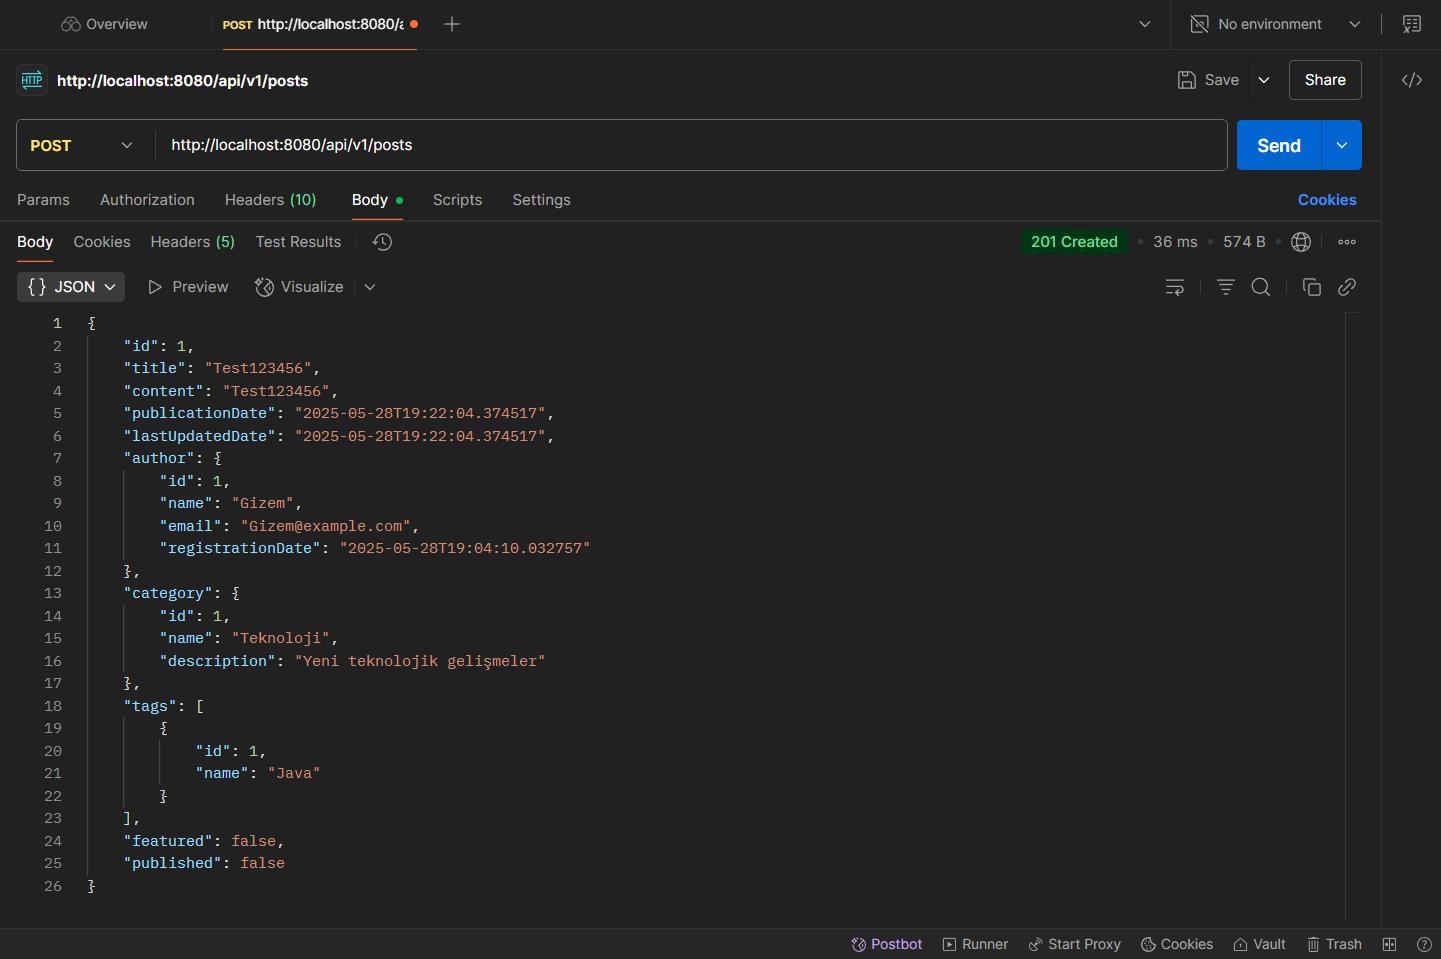 Overview
POST http://localhost:8080/a
No environment
HTTP http://localhost:8080/api/v1/posts
Save
Share
POST
http://localhost:8080/api/v1/posts
Send
Params Authorization Headers (10) Body Scripts Settings
Cookies
Body Cookies Headers (5) Test Results
201 Created 36 ms 574 B
{} JSON Preview Visualize
1 {
2 "id": 1,
3 "title": "Test123456",
4 "content": "Test123456",
5 "publicationDate": "2025-05-28T19:22:04.374517",
6 "lastUpdatedDate": "2025-05-28T19:22:04.374517",
7 "author": {
8 "id": 1,
9 "name": "Gizem",
10 "email": "Gizem@example.com",
11 "registrationDate": "2025-05-28T19:04:10.032757"
12 },
13 "category": {
14 "id": 1,
15 "name": "Teknoloji",
16 "description": "Yeni teknolojik gelişmeler"
17 },
18 "tags": [
19 {
20 "id": 1,
21 "name": "Java"
22 }
23 ],
24 "featured": false,
25 "published": false
26 }
Postbot Runner Start Proxy Cookies Vault Trash